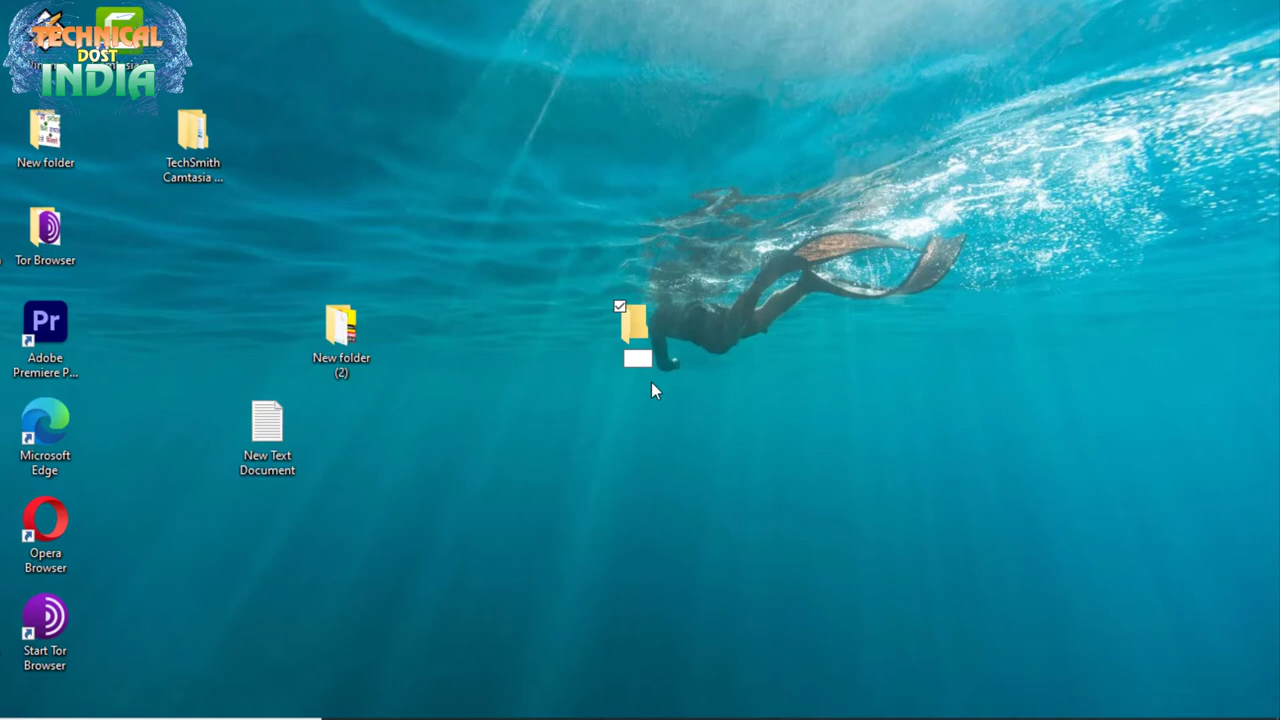 TECHNICAL
DOST
INDIA
New folder
TechSmith
Camtasia ...
Tor Browser
Pr
Adobe
Premiere P...
New folder
(2)
Microsoft
Edge
New Text
Document
Opera
Browser
Start Tor
Browser